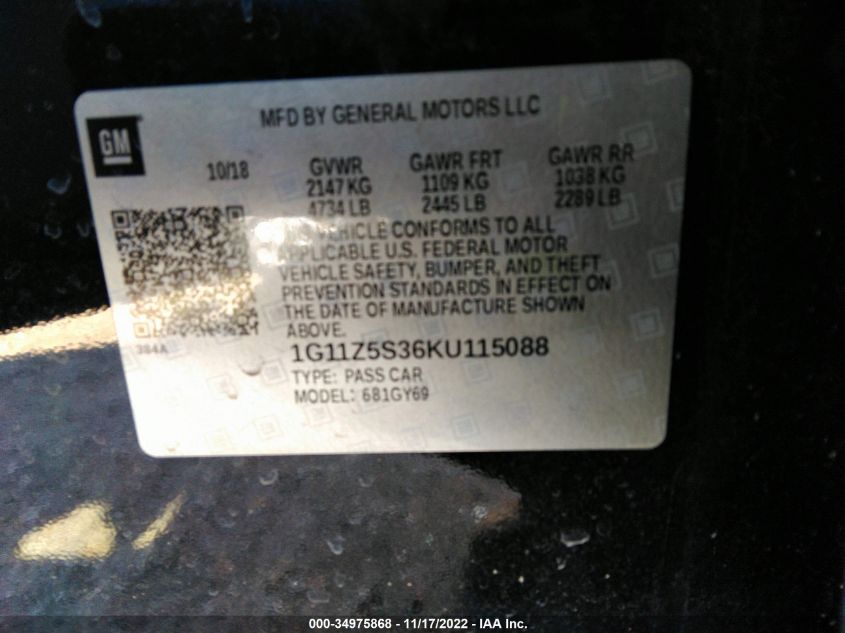 MFD BY GENERAL MOTORS LLC
GM
10/18 GVWR GAWR FRT GAWR RR
2147 KG 1109 KG 1038 KG
4734 LB 2445 LB 2289 LB
VEHICLE CONFORMS TO ALL
APPLICABLE U.S. FEDERAL MOTOR
VEHICLE SAFETY, BUMPER, AND THEFT
PREVENTION STANDARDS IN EFFECT ON
THE DATE OF MANUFACTURE SHOWN
ABOVE.
384A
1G11Z5S36KU115088
TYPE: PASS CAR
MODEL: 681GY69
000-34975868 - 11/17/2022 - IAA Inc.